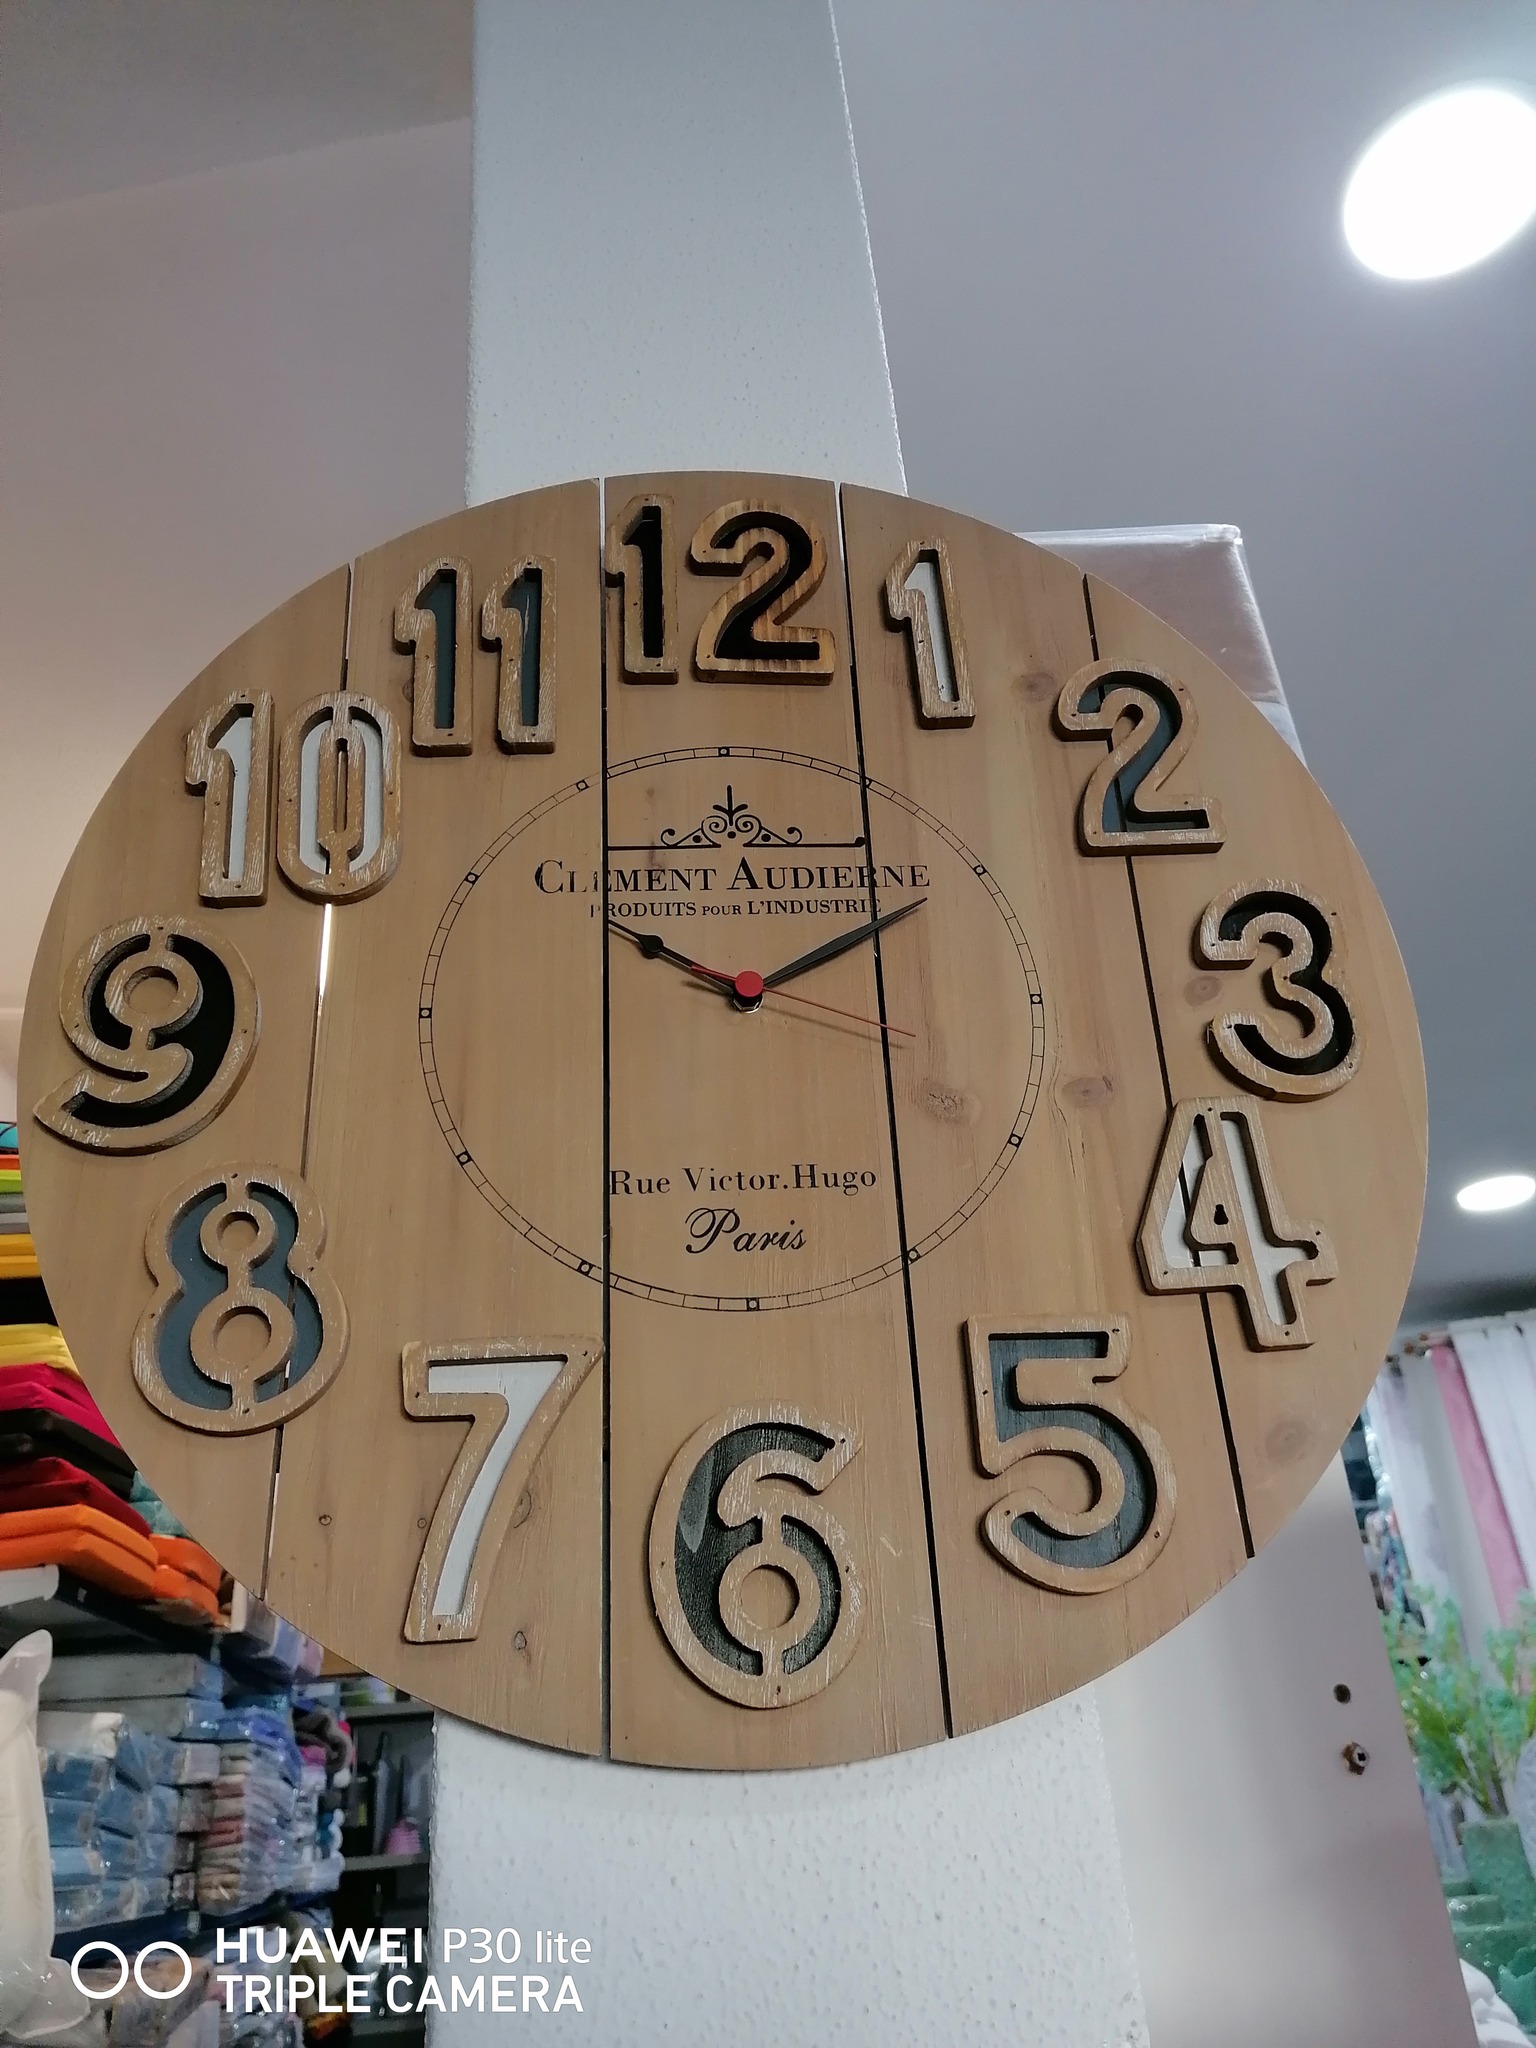 12
1
2
3
4
5
6
7
8
9
10
11
CLEMENT AUDIERNE
PRODUITS POUR L'INDUSTRIE
Rue Victor.Hugo
Paris
HUAWEI P30 lite
TRIPLE CAMERA